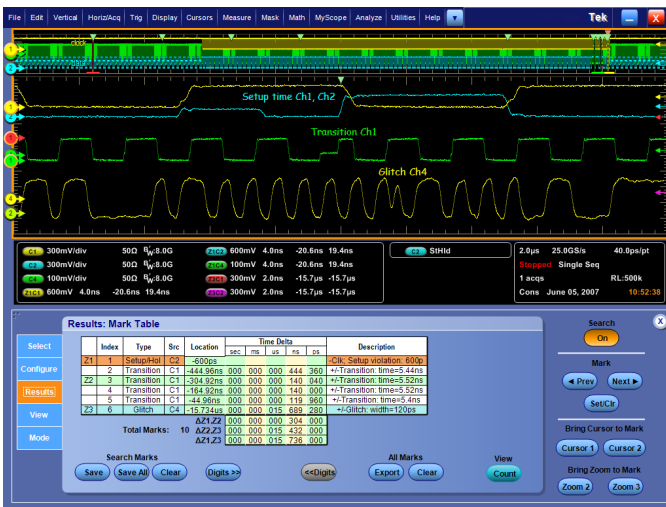 File Edit Vertical Horiz/Acq Trig Display Cursors Measure Mask Math MyScope Analyze Utilities Help Tek X
clock
data
Setup time Ch1, Ch2
Transition Ch1
Glitch Ch4
C1 300mV/div 50Ω BW:8.0G Z1C2 600mV 4.0ns -20.6ns 19.4ns C2 StHld 2.0µs 25.0GS/s 40.0ps/pt
C2 300mV/div 50Ω BW:8.0G Z1C4 100mV 4.0ns -20.6ns 19.4ns Stopped Single Seq
C4 100mV/div 50Ω BW:8.0G 300mV 2.0ns -15.7µs -15.7µs 1 acqs RL:500k
Z1C1 600mV 4.0ns -20.6ns 19.4ns 300mV 2.0ns -15.7µs -15.7µs Cons June 05, 2007 10:52:38
Results: Mark Table
Select
Configure
Results
View
Mode
Index Type Src Location Time Delta Description
sec ms us ns ps
Z1 1 Setup/Hol C2 -600ps -Clk; Setup violation: 600p
2 Transition C1 -444.96ns 000 000 000 444 360 +/-Transition: time=5.44ns
Z2 3 Transition C1 -304.92ns 000 000 000 140 040 +/-Transition: time=5.52ns
4 Transition C1 -164.92ns 000 000 000 140 000 +/-Transition: time=5.52ns
5 Transition C1 -44.96ns 000 000 000 119 960 +/-Transition: time=5.4ns
Z3 6 Glitch C4 -15.734us 000 000 015 689 280 +/-Glitch: width=120ps
ΔZ1,Z2 000 000 000 304 000
Total Marks: 10 ΔZ2,Z3 000 000 015 432 000
ΔZ1,Z3 000 000 015 736 000
Search Marks
Save Save All Clear Digits >> <<Digits
All Marks
Export Clear
View
Count
Search
On
X
Mark
Prev Next
Set/Clr
Bring Cursor to Mark
Cursor 1 Cursor 2
Bring Zoom to Mark
Zoom 2 Zoom 3